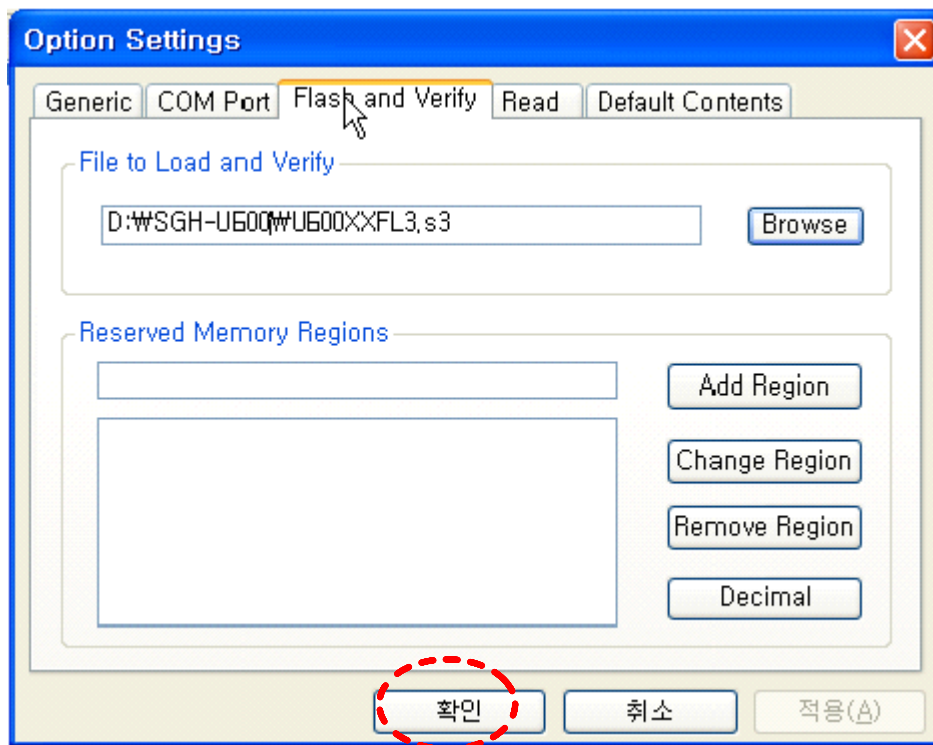 Option Settings
Generic COM Port Flash and Verify Read Default Contents
File to Load and Verify
D:₩SGH-U600₩U600XXFL3.s3
Browse
Reserved Memory Regions
Add Region
Change Region
Remove Region
Decimal
확인 취소 적용(A)